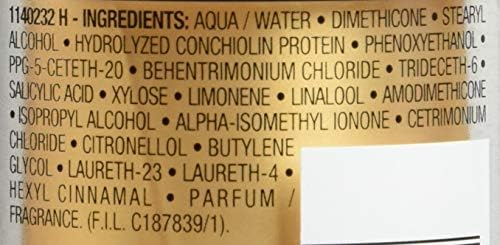 1140232 H - INGREDIENTS: AQUA / WATER • DIMETHICONE • STEARYL
ALCOHOL • HYDROLYZED CONCHIOLIN PROTEIN • PHENOXYETHANOL •
PPG-5-CETETH-20 • BEHENTRIMONIUM CHLORIDE • TRIDECETH-6 •
SALICYLIC ACID • XYLOSE • LIMONENE • LINALOOL • AMODIMETHICONE
• ISOPROPYL ALCOHOL • ALPHA-ISOMETHYL IONONE • CETRIMONIUM
CHLORIDE • CITRONELLOL • BUTYLENE
GLYCOL • LAURETH-23 • LAURETH-4 •
HEXYL CINNAMAL • PARFUM /
FRAGRANCE. (F.I.L. C187839/1).